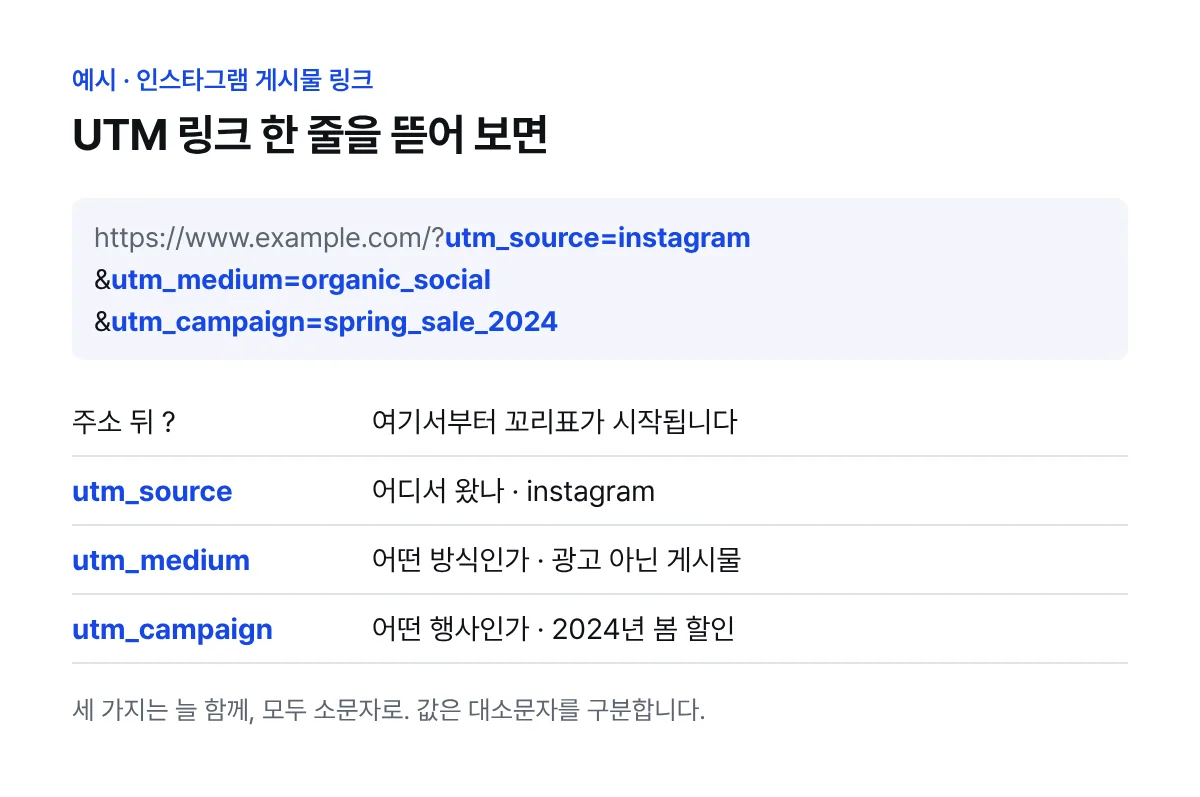 예시 · 인스타그램 게시물 링크
UTM 링크 한 줄을 뜯어 보면
https://www.example.com/?utm_source=instagram
&utm_medium=organic_social
&utm_campaign=spring_sale_2024
주소 뒤 ? 여기서부터 꼬리표가 시작됩니다
utm_source 어디서 왔나 · instagram
utm_medium 어떤 방식인가 · 광고 아닌 게시물
utm_campaign 어떤 행사인가 · 2024년 봄 할인
세 가지는 늘 함께, 모두 소문자로. 값은 대소문자를 구분합니다.